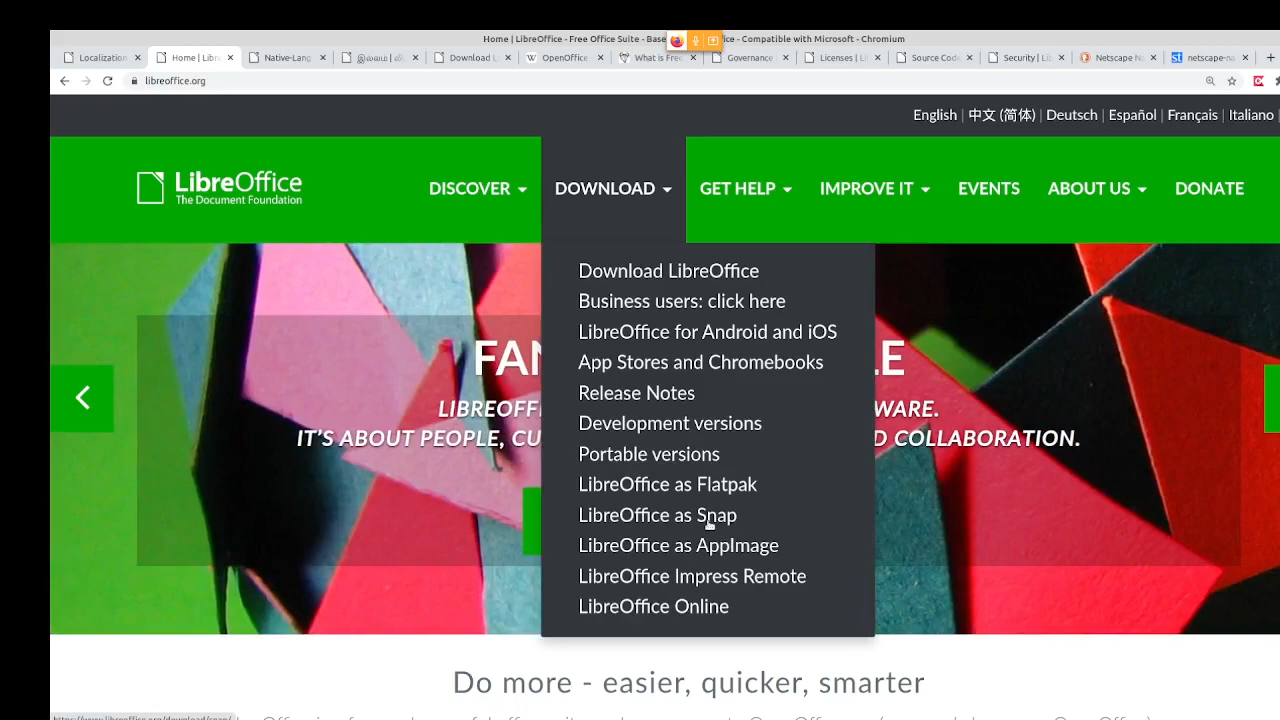 Home | LibreOffice - Free Office Suite - Base
ice - Compatible with Microsoft - Chromium
Localization
Home | Libre
Native-Lang
Download L
OpenOffice
What is Free
Governance
Licenses | L
Source Code
Security | Lib
Netscape N
netscape-na
libreoffice.org
English | 中文 (简体) | Deutsch | Español | Français | Italiano |
LibreOffice
The Document Foundation
DISCOVER
DOWNLOAD
GET HELP
IMPROVE IT
EVENTS
ABOUT US
DONATE
Download LibreOffice
Business users: click here
LibreOffice for Android and iOS
App Stores and Chromebooks
Release Notes
Development versions
Portable versions
LibreOffice as Flatpak
LibreOffice as Snap
LibreOffice as AppImage
LibreOffice Impress Remote
LibreOffice Online
FAN
LE
LIBREOFF
WARE.
IT'S ABOUT PEOPLE, CU
D COLLABORATION.
Do more - easier, quicker, smarter